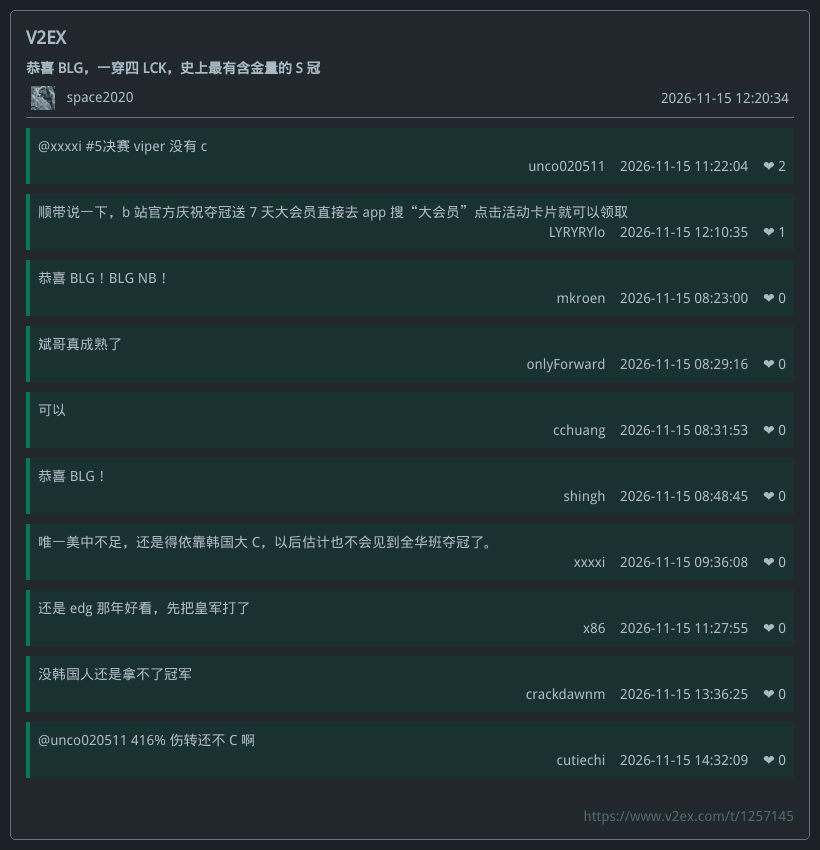 V2EX
恭喜 BLG，一穿四 LCK，史上最有含金量的 S 冠
space2020
2026-11-15 12:20:34
@xxxxi #5决赛 viper 没有 c
unco020511 2026-11-15 11:22:04 ❤ 2
顺带说一下，b 站官方庆祝夺冠送 7 天大会员直接去 app 搜“大会员”点击活动卡片就可以领取
LYRYRYlo 2026-11-15 12:10:35 ❤ 1
恭喜 BLG！BLG NB！
mkroen 2026-11-15 08:23:00 ❤ 0
斌哥真成熟了
onlyForward 2026-11-15 08:29:16 ❤ 0
可以
cchuang 2026-11-15 08:31:53 ❤ 0
恭喜 BLG！
shingh 2026-11-15 08:48:45 ❤ 0
唯一美中不足，还是得依靠韩国大 C，以后估计也不会见到全华班夺冠了。
xxxxi 2026-11-15 09:36:08 ❤ 0
还是 edg 那年好看，先把皇军打了
x86 2026-11-15 11:27:55 ❤ 0
没韩国人还是拿不了冠军
crackdawnm 2026-11-15 13:36:25 ❤ 0
@unco020511 416% 伤转还不 C 啊
cutiechi 2026-11-15 14:32:09 ❤ 0
https://www.v2ex.com/t/1257145